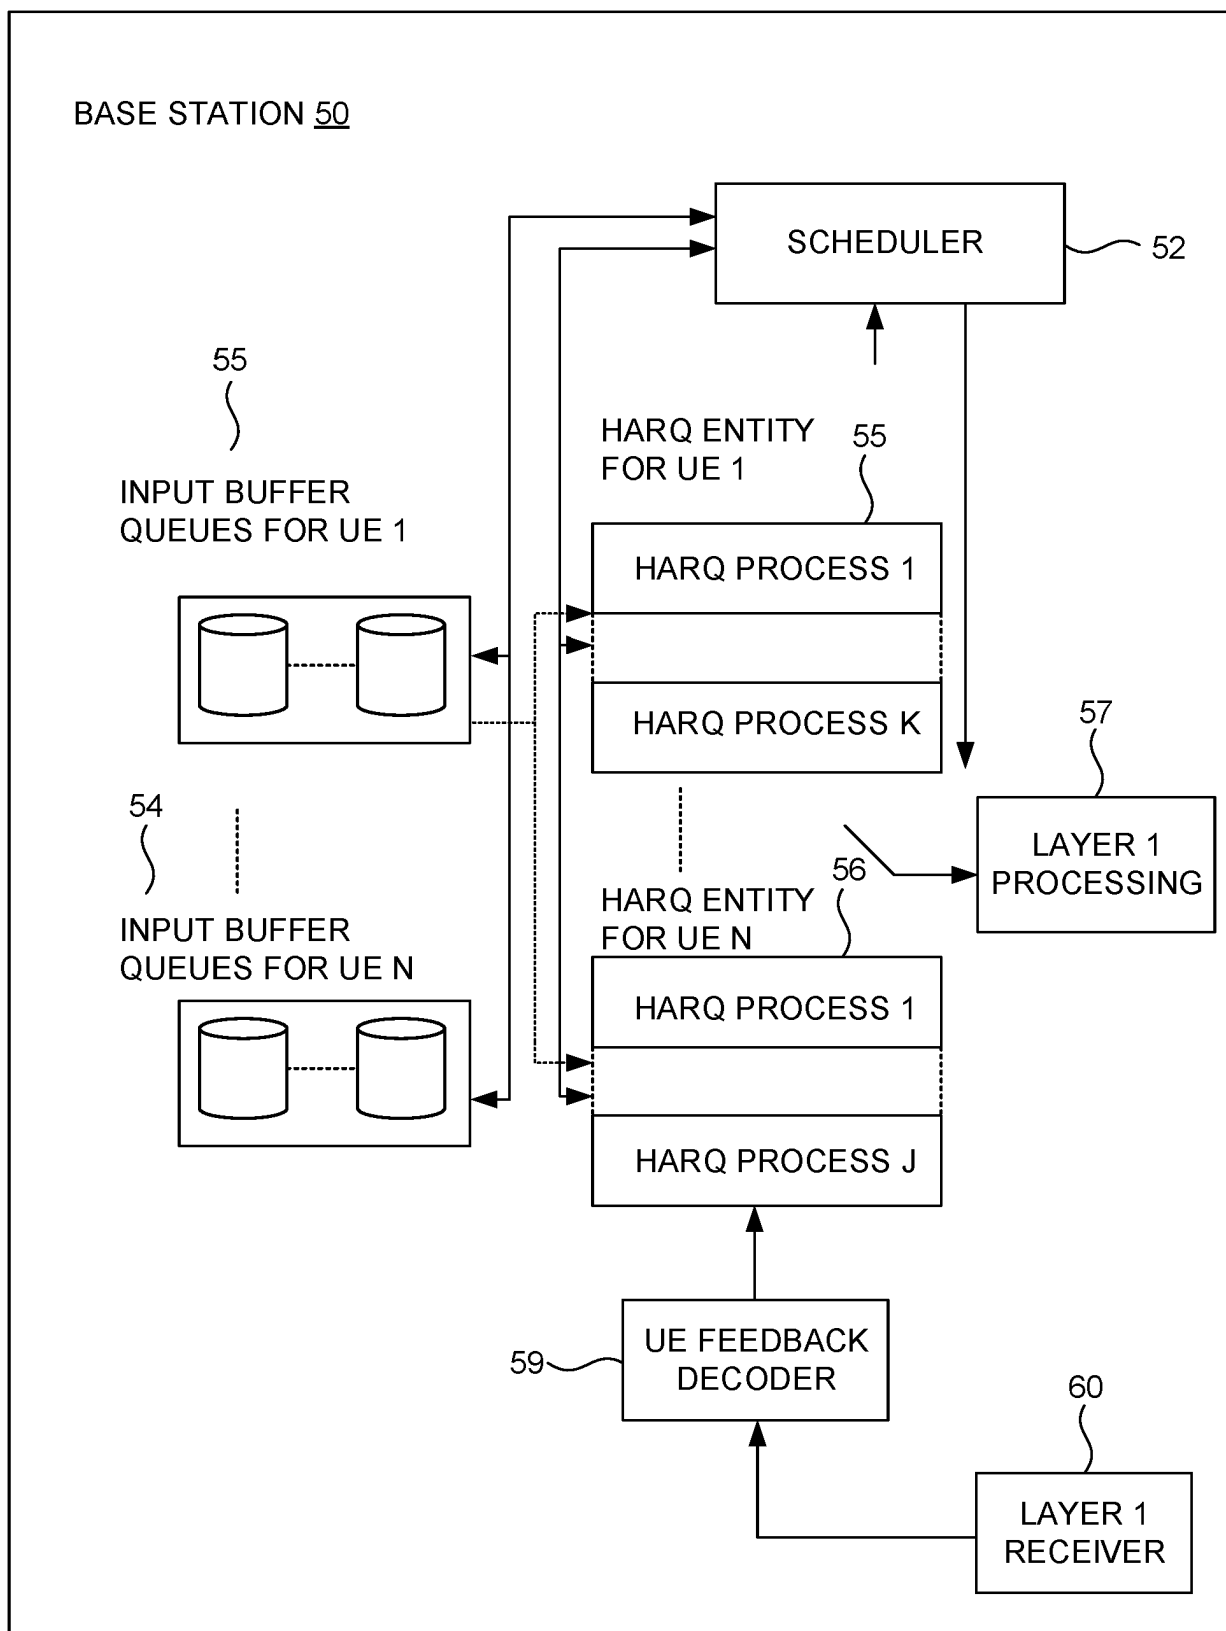 BASE STATION 50
SCHEDULER
52
55
INPUT BUFFER
QUEUES FOR UE 1
HARQ ENTITY
FOR UE 1
55
HARQ PROCESS 1
HARQ PROCESS K
57
LAYER 1
PROCESSING
54
INPUT BUFFER
QUEUES FOR UE N
HARQ ENTITY
FOR UE N
56
HARQ PROCESS 1
HARQ PROCESS J
59
UE FEEDBACK
DECODER
60
LAYER 1
RECEIVER